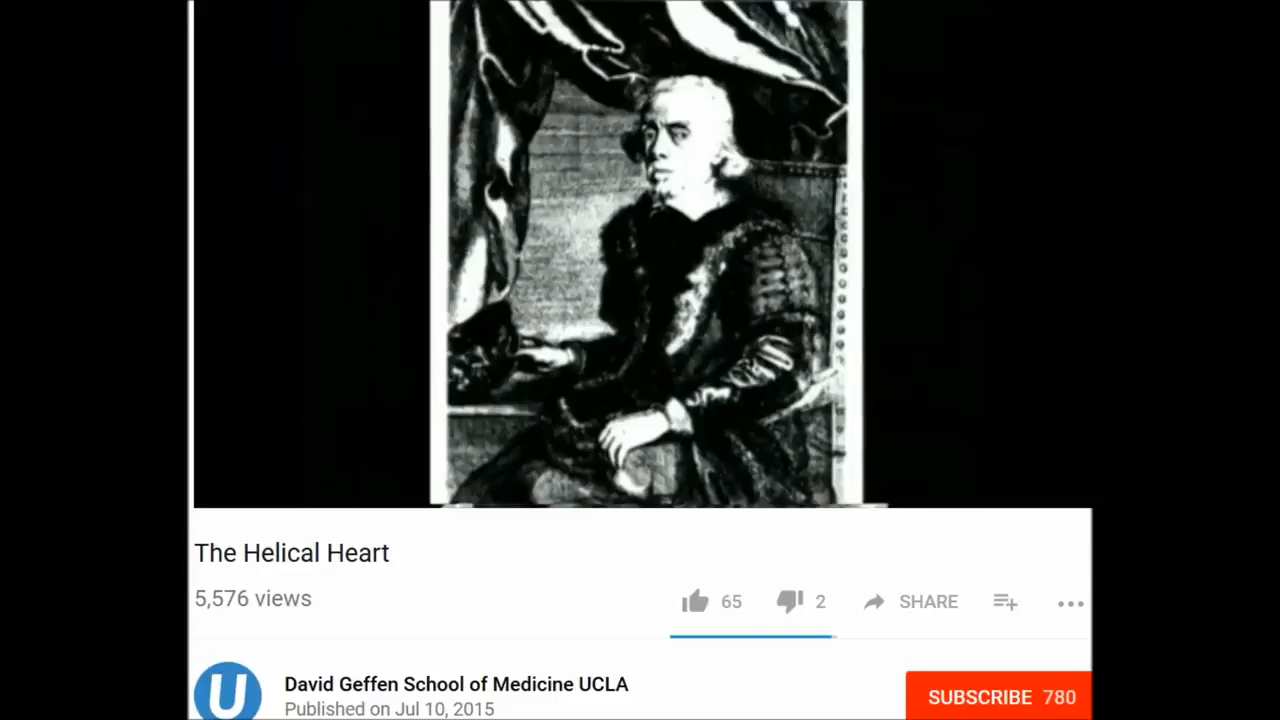 The Helical Heart
5,576 views
65 2 SHARE
U
David Geffen School of Medicine UCLA
Published on Jul 10, 2015
SUBSCRIBE 780